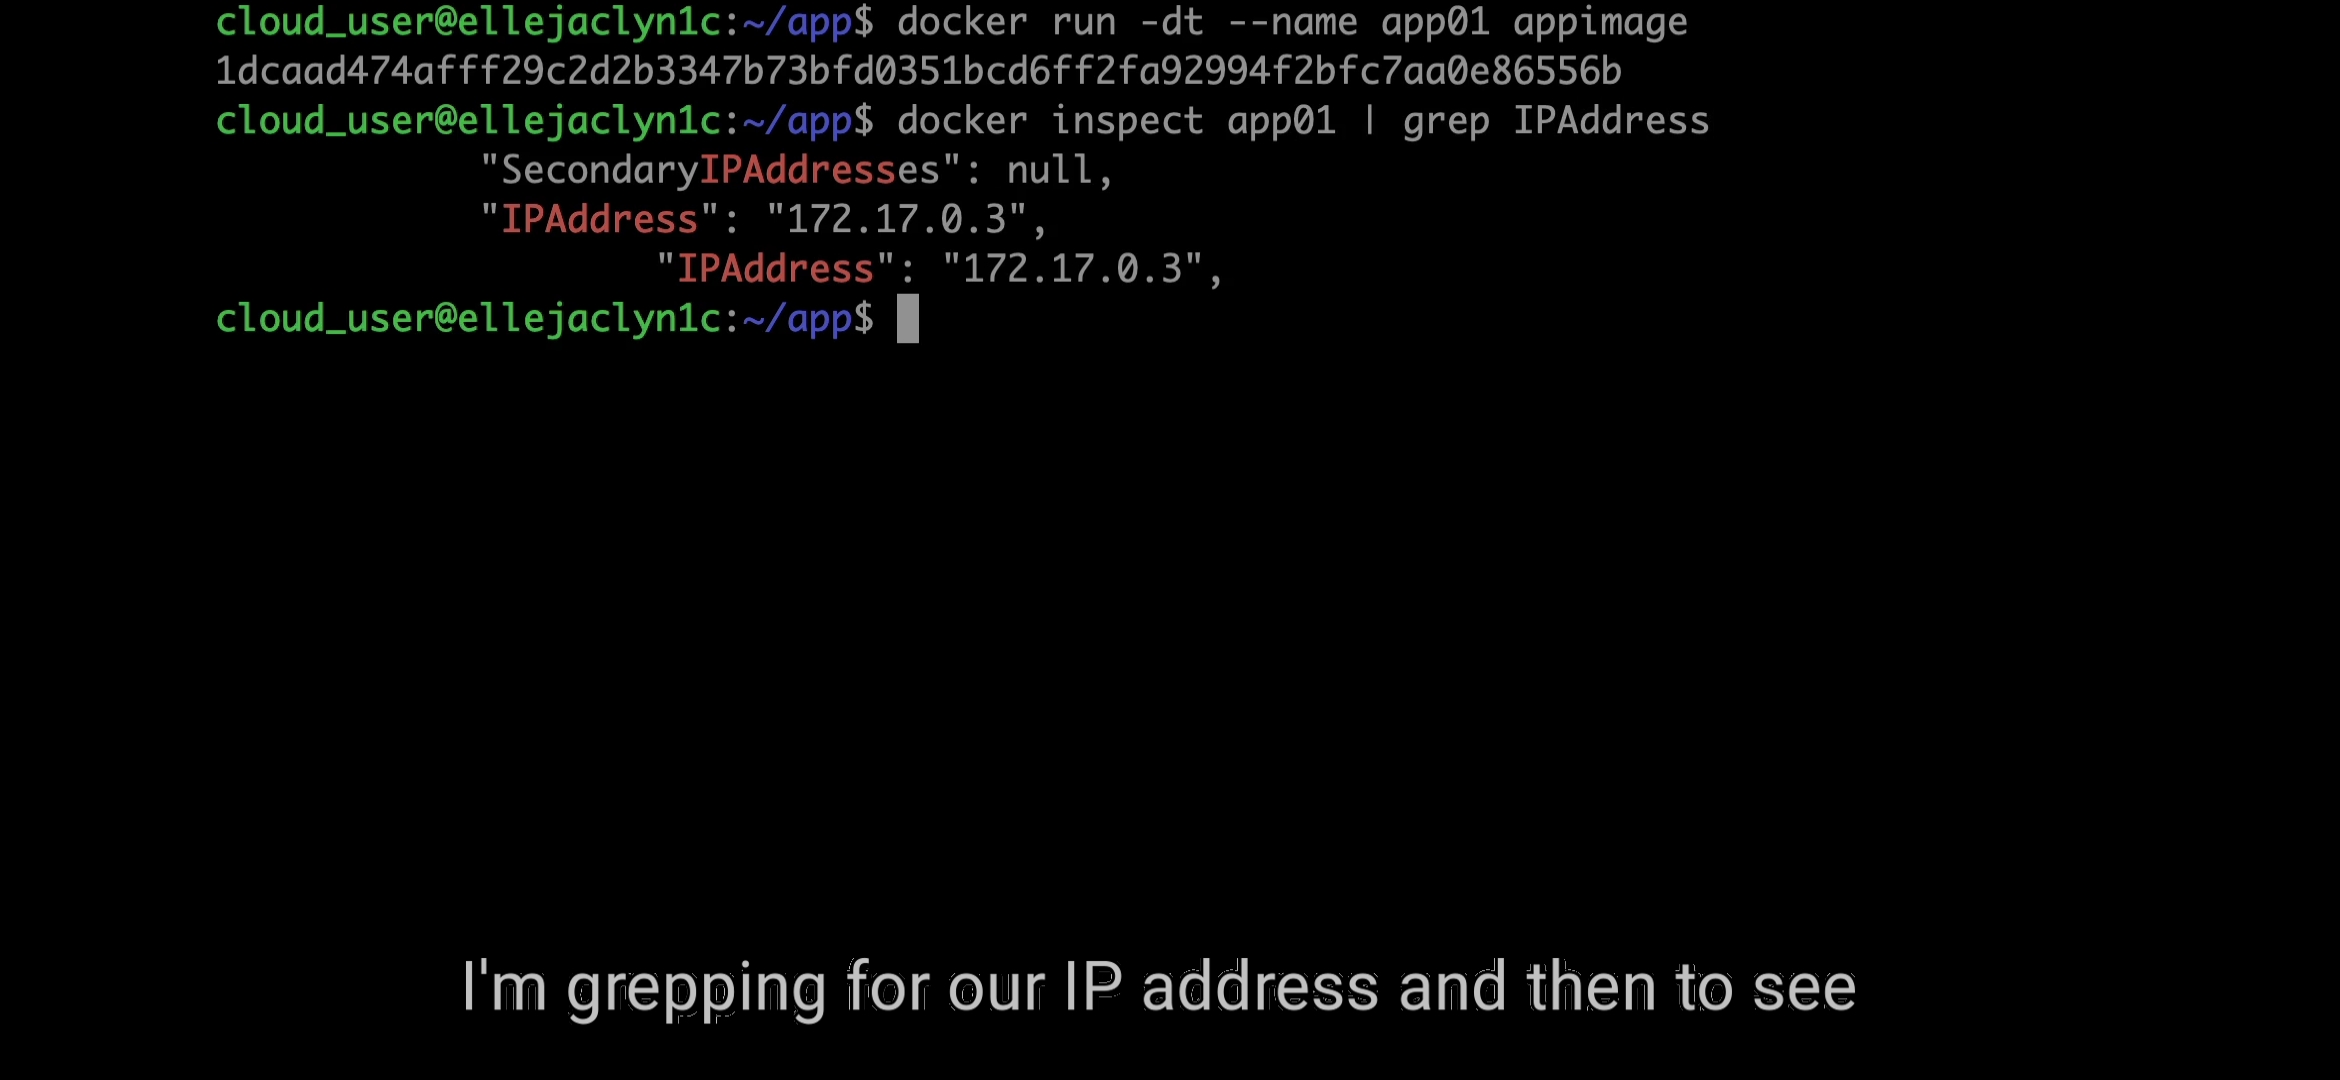 cloud_user@ellejaclyn1c:~/app$ docker run -dt --name app01 appimage
1dcaad474afff29c2d2b3347b73bfd0351bcd6ff2fa92994f2bfc7aa0e86556b
cloud_user@ellejaclyn1c:~/app$ docker inspect app01 | grep IPAddress
"SecondaryIPAddresses": null,
"IPAddress": "172.17.0.3",
"IPAddress": "172.17.0.3",
cloud_user@ellejaclyn1c:~/app$
I'm grepping for our IP address and then to see